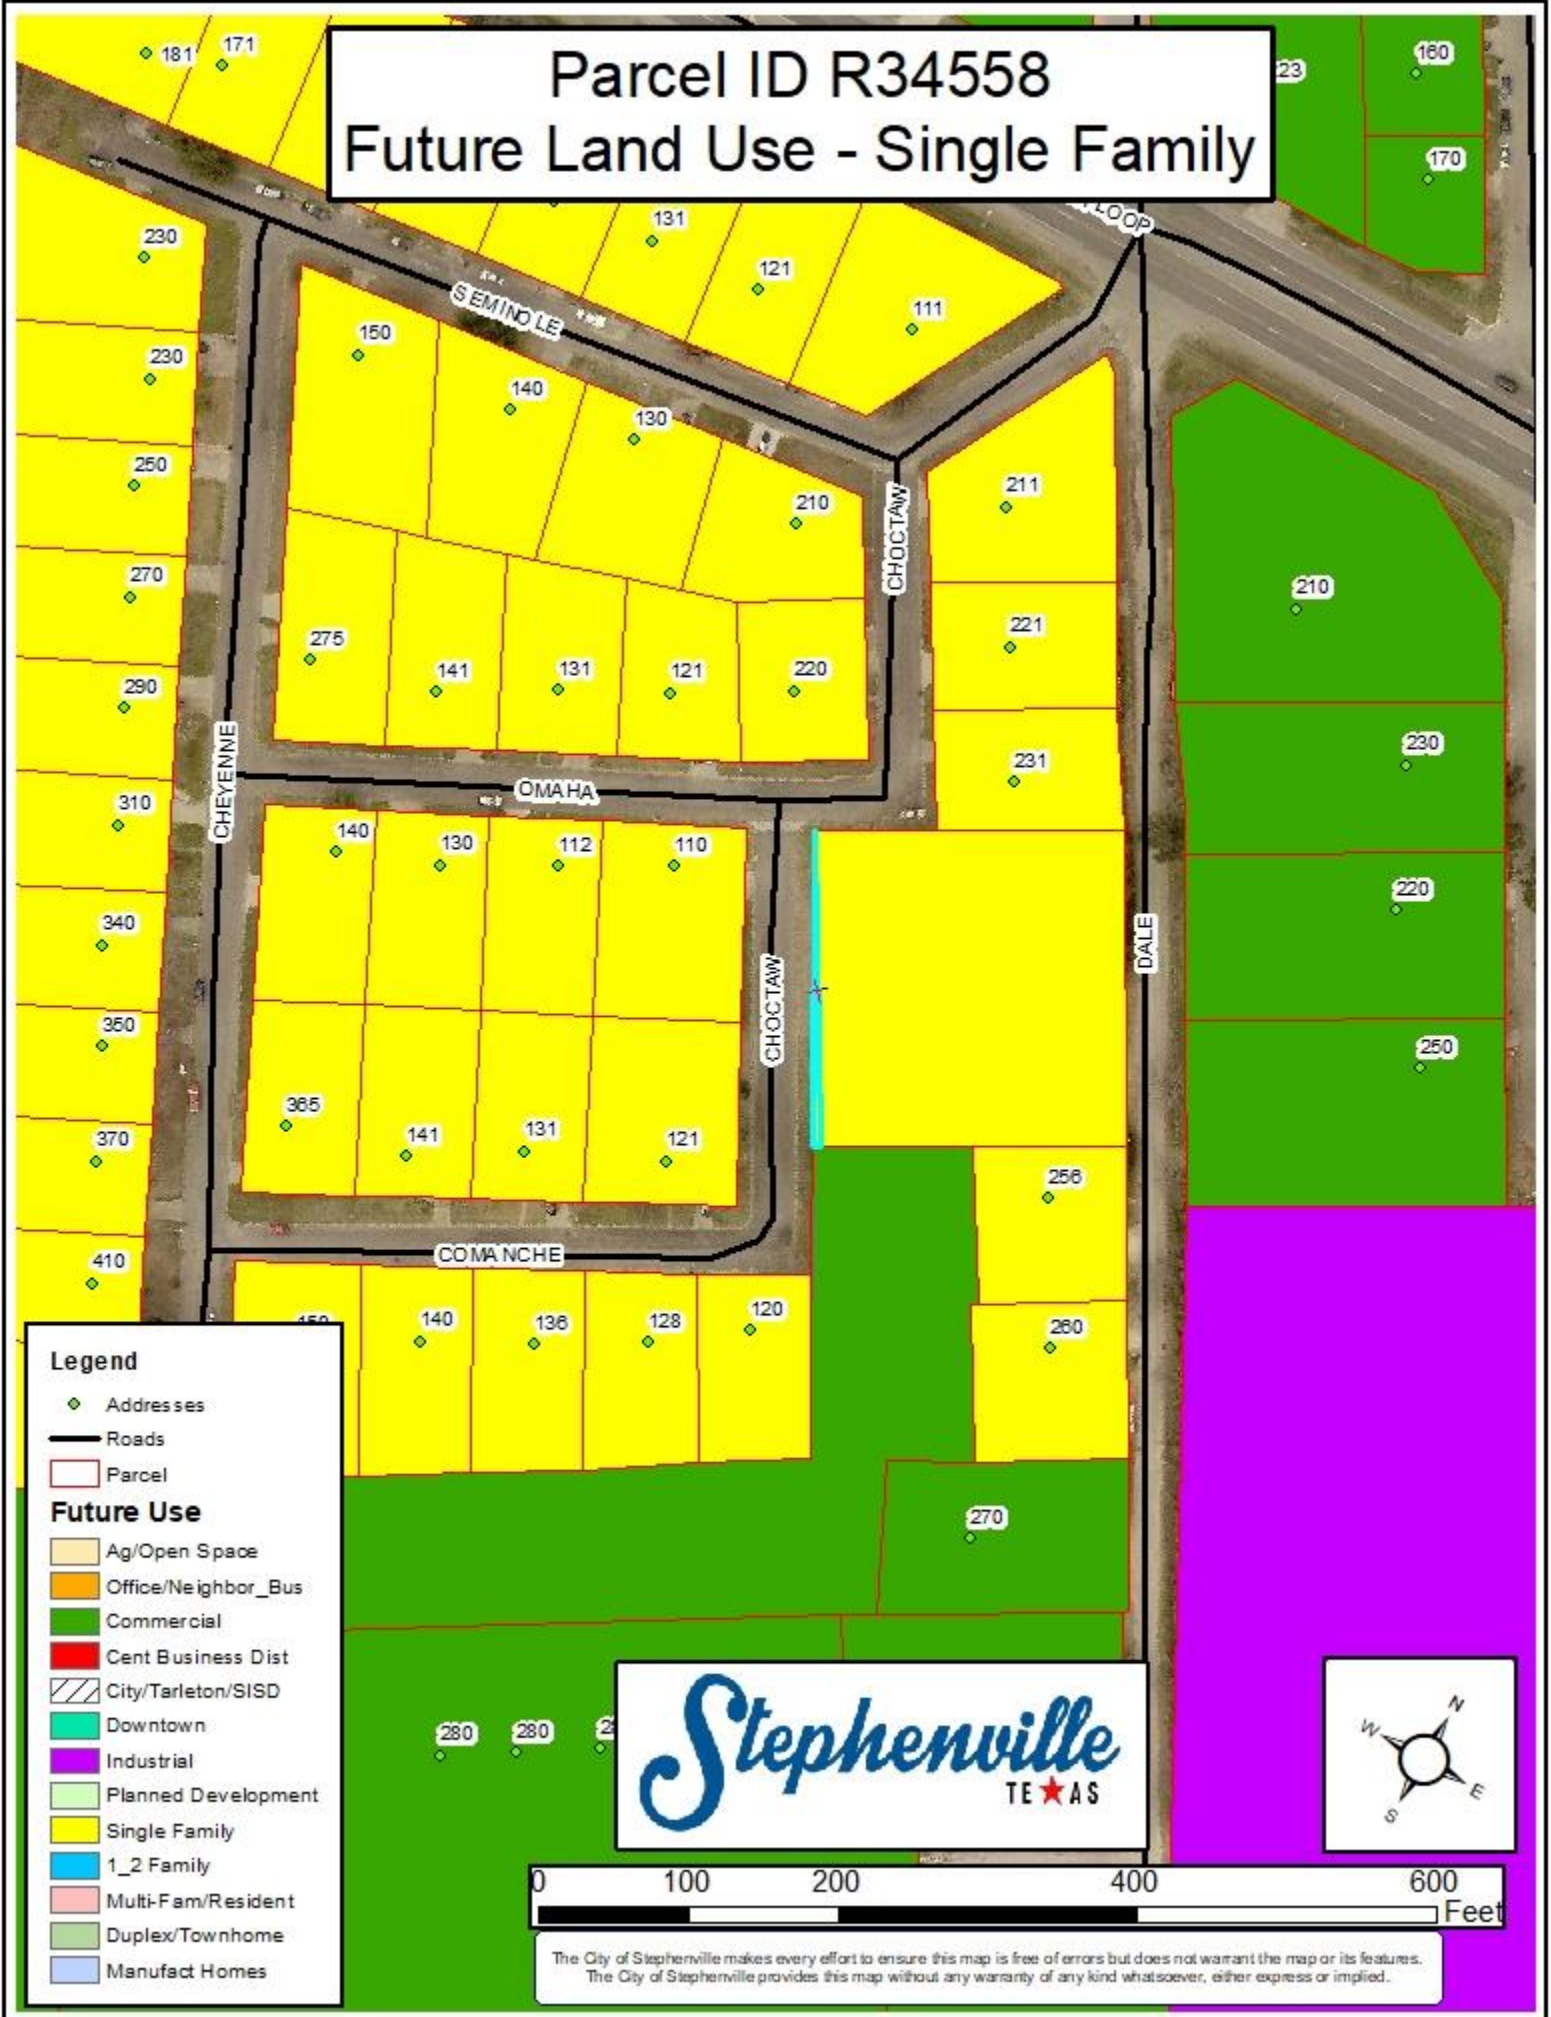 Parcel ID R34558
Future Land Use - Single Family
181
171
23
160
170
LOOP
131
121
111
230
230
250
270
290
310
340
350
370
410
SEMINOLE
150
140
130
210
CHOCTAW
211
221
231
210
230
220
250
275
141
131
121
220
CHEYENNE
OMAHA
140
130
112
110
CHOCTAW
DALE
365
141
131
121
256
260
COMANCHE
140
136
128
120
270
280
280
Legend
Addresses
Roads
Parcel
Future Use
Ag/Open Space
Office/Neighbor_Bus
Commercial
Cent Business Dist
City/Tarleton/SISD
Downtown
Industrial
Planned Development
Single Family
1_2 Family
Multi-Fam/Resident
Duplex/Townhome
Manufact Homes
Stephenville
TEXAS
N
W
E
S
0 100 200 400 600
Feet
The City of Stephenville makes every effort to ensure this map is free of errors but does not warrant the map or its features.
The City of Stephenville provides this map without any warranty of any kind whatsoever, either express or implied.